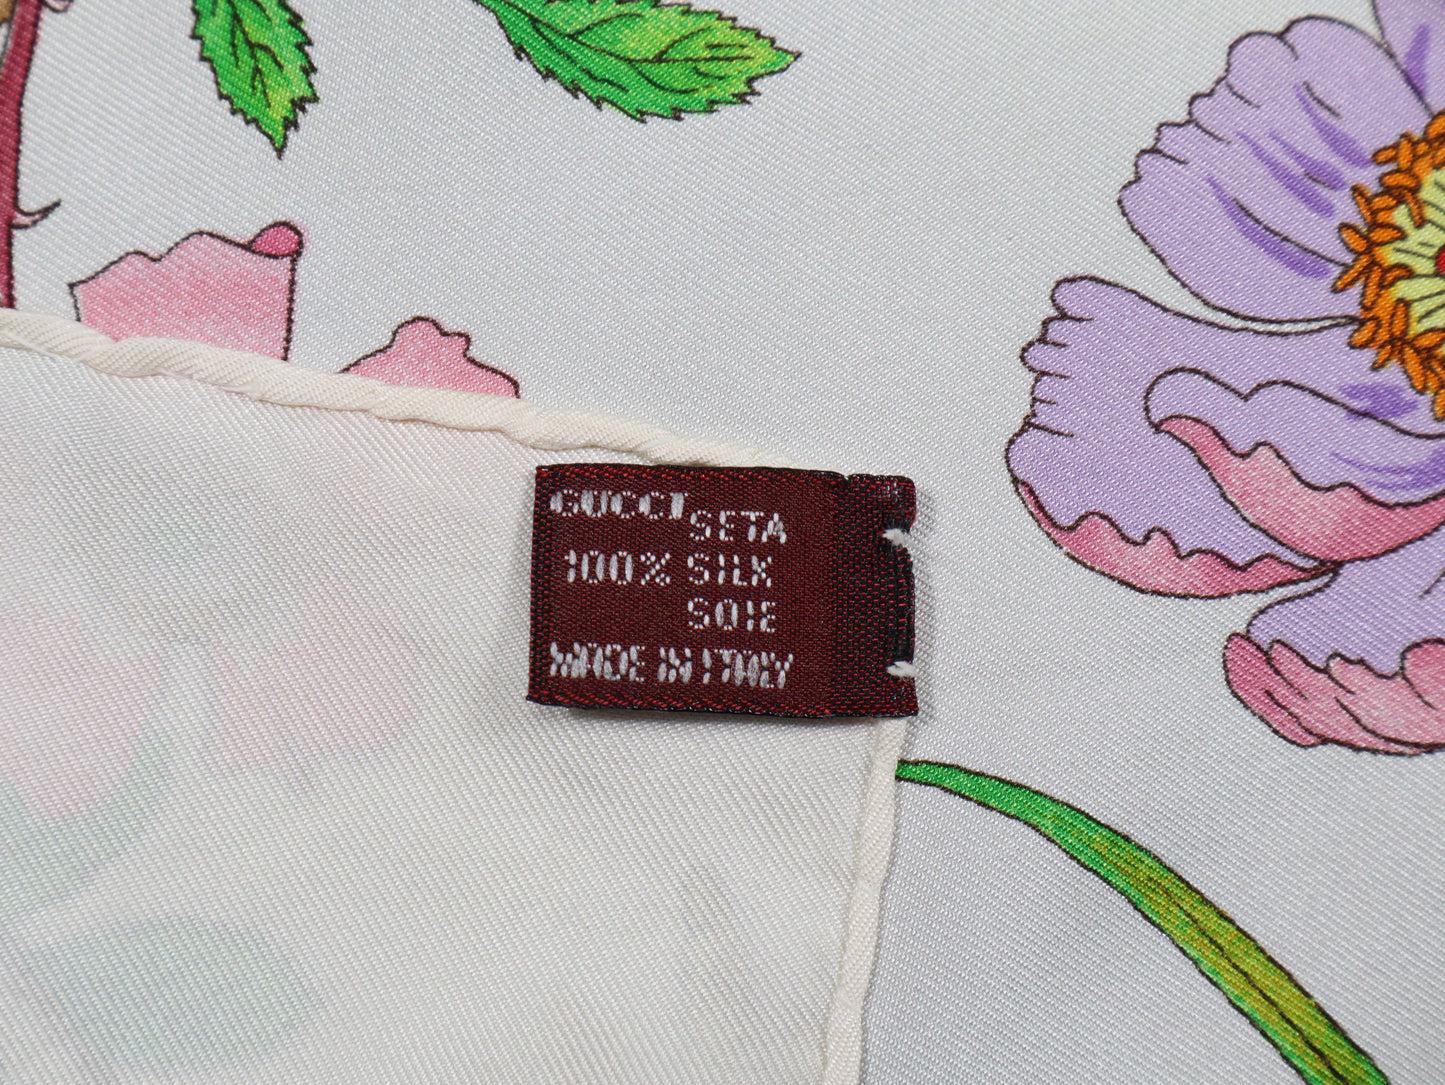 GUCCI SETA
100% SILK
SOIE
MADE IN ITALY